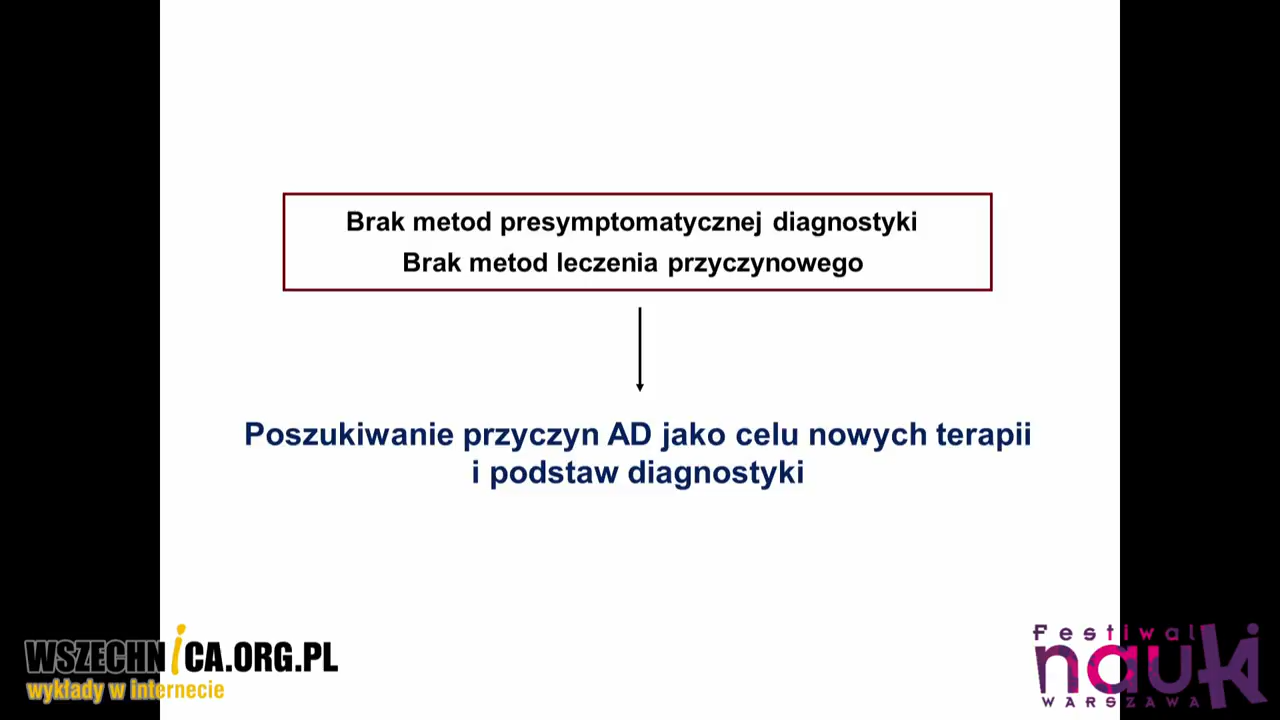 Brak metod presymptomatycznej diagnostyki
Brak metod leczenia przyczynowego
Poszukiwanie przyczyn AD jako celu nowych terapii
i podstaw diagnostyki
WSZECHNICA.ORG.PL
wykłady w internecie
Festiwal
nauki
WARSZAWA